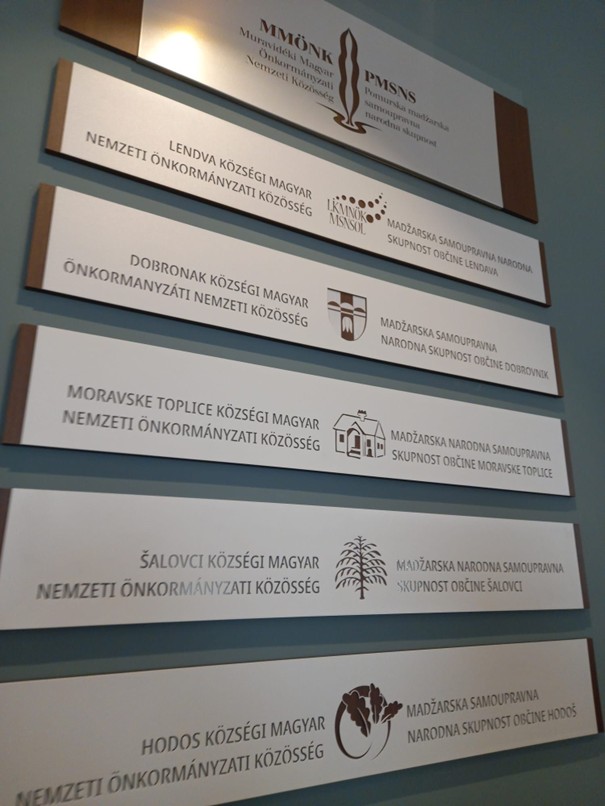 MMÖNK
Muravidéki Magyar
Önkormányzati
Nemzeti Közösség
PMSNS
Pomurska madžarska
samoupravna
narodna skupnost
LENDVA KÖZSÉGI MAGYAR
NEMZETI ÖNKORMÁNYZATI KÖZÖSSÉG
LKMNÖK
MSNSOL
MADŽARSKA SAMOUPRAVNA NARODNA
SKUPNOST OBČINE LENDAVA
DOBRONAK KÖZSÉGI MAGYAR
ÖNKORMANYZÁTI NEMZETI KÖZÖSSÉG
MADŽARSKA SAMOUPRAVNA
NARODNA SKUPNOST OBČINE DOBROVNIK
MORAVSKE TOPLICE KÖZSÉGI MAGYAR
NEMZETI ÖNKORMÁNYZATI KÖZÖSSÉG
MADŽARSKA NARODNA SAMOUPRAVNA
SKUPNOST OBČINE MORAVSKE TOPLICE
ŠALOVCI KÖZSÉGI MAGYAR
NEMZETI ÖNKORMÁNYZATI KÖZÖSSÉG
MADŽARSKA NARODNA SAMOUPRAVNA
SKUPNOST OBČINE ŠALOVCI
HODOS KÖZSÉGI MAGYAR
NEMZETI ÖNKORMÁNYZATI KÖZÖSSÉG
MADŽARSKA SAMOUPRAVNA
NARODNA SKUPNOST OBČINE HODOŠ